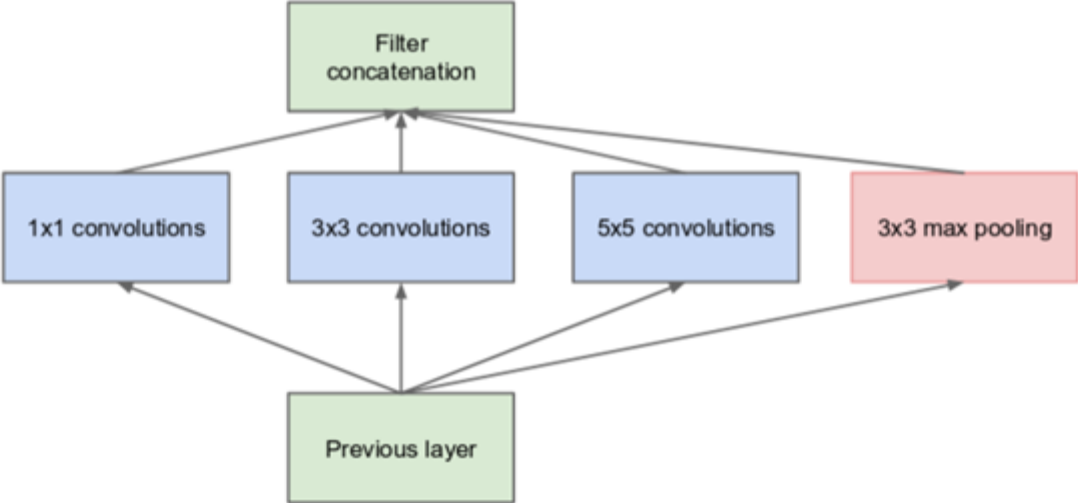 Filter
concatenation
1x1 convolutions
3x3 convolutions
5x5 convolutions
3x3 max pooling
Previous layer